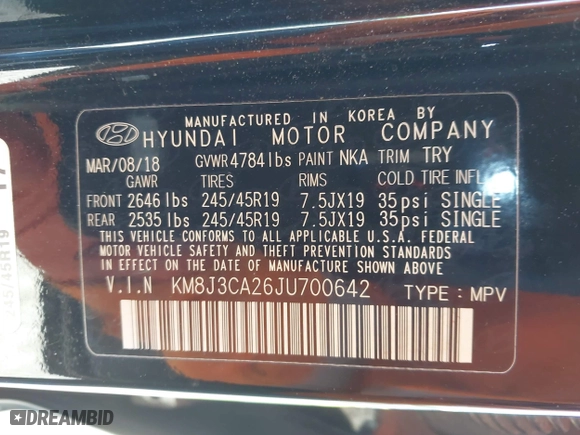 MANUFACTURED IN KOREA BY
HYUNDAI MOTOR COMPANY
MAR/08/18 GVWR 4784lbs PAINT NKA TRIM TRY
GAWR TIRES RIMS COLD TIRE INFL
FRONT 2646 lbs 245/45R19 7.5JX19 35psi SINGLE
REAR 2535 lbs 245/45R19 7.5JX19 35psi SINGLE
THIS VEHICLE CONFORMS TO ALL APPLICABLE U.S.A. FEDERAL
MOTOR VEHICLE SAFETY AND THEFT PREVENTION STANDARDS
IN EFFECT ON THE DATE OF MANUFACTURE SHOWN ABOVE.
V.I.N KM8J3CA26JU700642 TYPE : MPV
45/45R19
DREAMBID